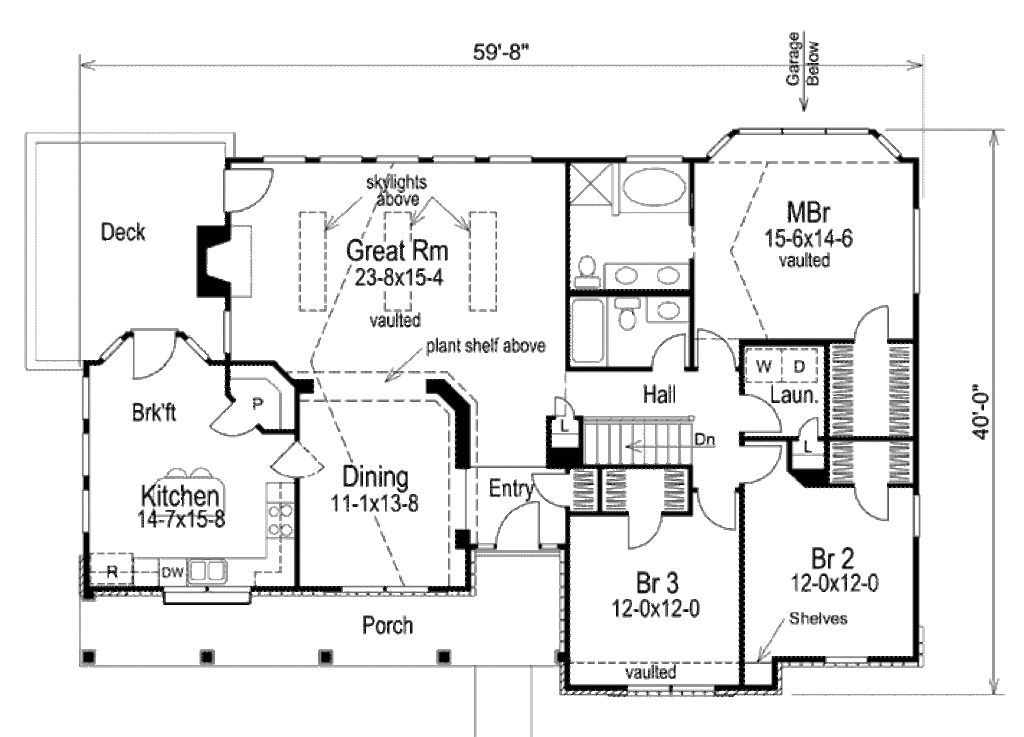 59'-8"
Garage
Below
Deck
skylights
above
Great Rm
23-8x15-4
vaulted
plant shelf above
MBr
15-6x14-6
vaulted
Hall
W
D
Laun.
L
Dn
L
40'-0"
Brk'ft
P
Kitchen
14-7x15-8
Dining
11-1x13-8
Entry
R
DW
Br 3
12-0x12-0
vaulted
Br 2
12-0x12-0
Shelves
Porch